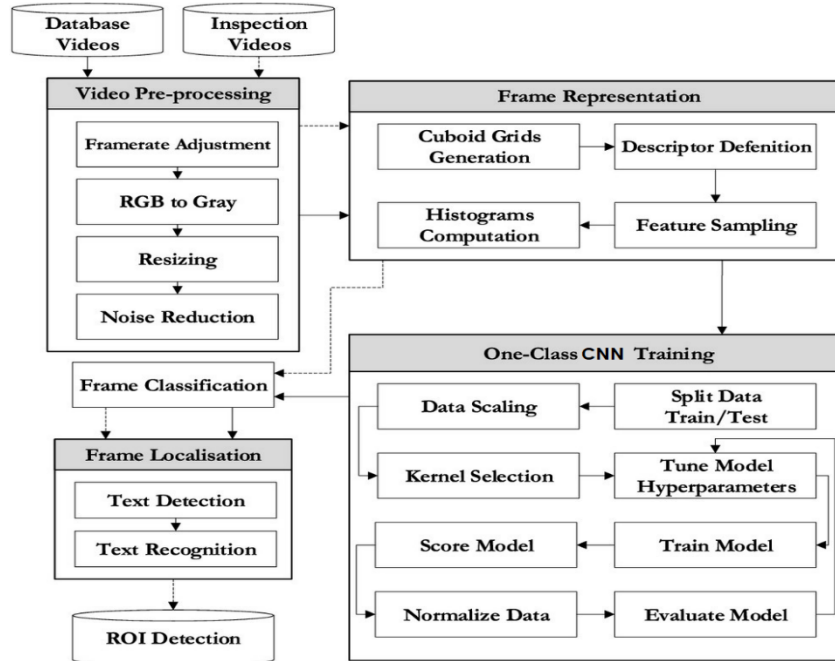 Database
Videos
Inspection
Videos
Video Pre-processing
Framerate Adjustment
RGB to Gray
Resizing
Noise Reduction
Frame Representation
Cuboid Grids
Generation
Descriptor Defenition
Histograms
Computation
Feature Sampling
Frame Classification
Frame Localisation
Text Detection
Text Recognition
ROI Detection
One-Class CNN Training
Data Scaling
Split Data
Train/Test
Kernel Selection
Tune Model
Hyperparameters
Score Model
Train Model
Normalize Data
Evaluate Model